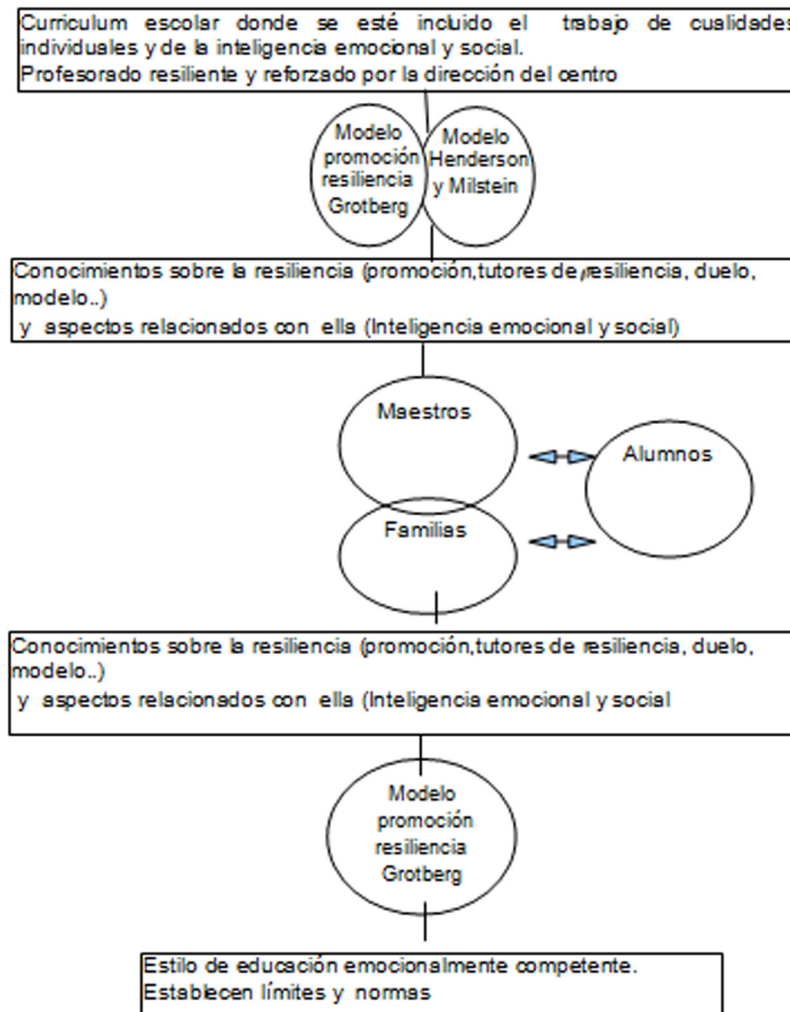 Curriculum escolar donde se esté incluido el trabajo de cualidades
individuales y de la inteligencia emocional y social.
Profesorado resiliente y reforzado por la dirección del centro
Modelo
promoción
resiliencia
Grotberg
Modelo
Henderson
y Milstein
Conocimientos sobre la resiliencia (promoción,tutores de resiliencia, duelo,
modelo..)
y aspectos relacionados con ella (Inteligencia emocional y social)
Maestros
Alumnos
Familias
Conocimientos sobre la resiliencia (promoción,tutores de resiliencia, duelo,
modelo..)
y aspectos relacionados con ella (Inteligencia emocional y social
Modelo
promoción
resiliencia
Grotberg
Estilo de educación emocionalmente competente.
Establecen límites y normas